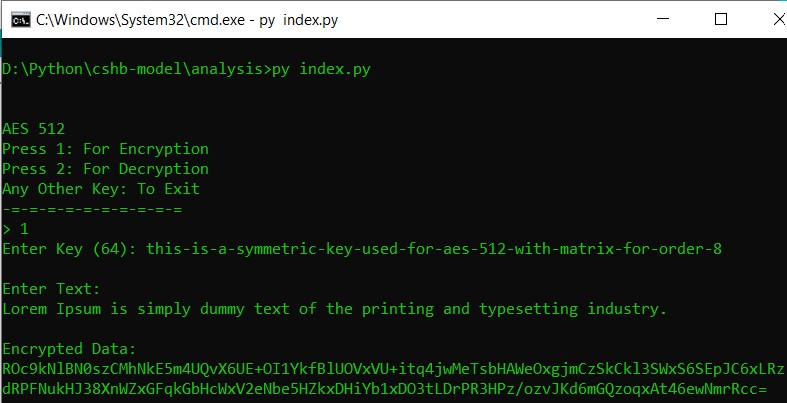 C:\Windows\System32\cmd.exe - py  index.py
D:\Python\cshb-model\analysis>py index.py
AES 512
Press 1: For Encryption
Press 2: For Decryption
Any Other Key: To Exit
-=-=-=-=-=-=-=-=-=-=
> 1
Enter Key (64): this-is-a-symmetric-key-used-for-aes-512-with-matrix-for-order-8
Enter Text:
Lorem Ipsum is simply dummy text of the printing and typesetting industry.
Encrypted Data:
ROc9kNlBN0szCMhNkE5m4UQvX6UE+OI1YkfBlUOVxVU+itq4jwMeTsbHAWeOxgjmCzSkCkl3SWxS6SEpJC6xLRz
dRPFNukHJ38XnWZxGFqkGbHcWxV2eNbe5HZkxDHiYb1xDO3tLDrPR3HPz/ozvJKd6mGQzoqxAt46ewNmrRcc=